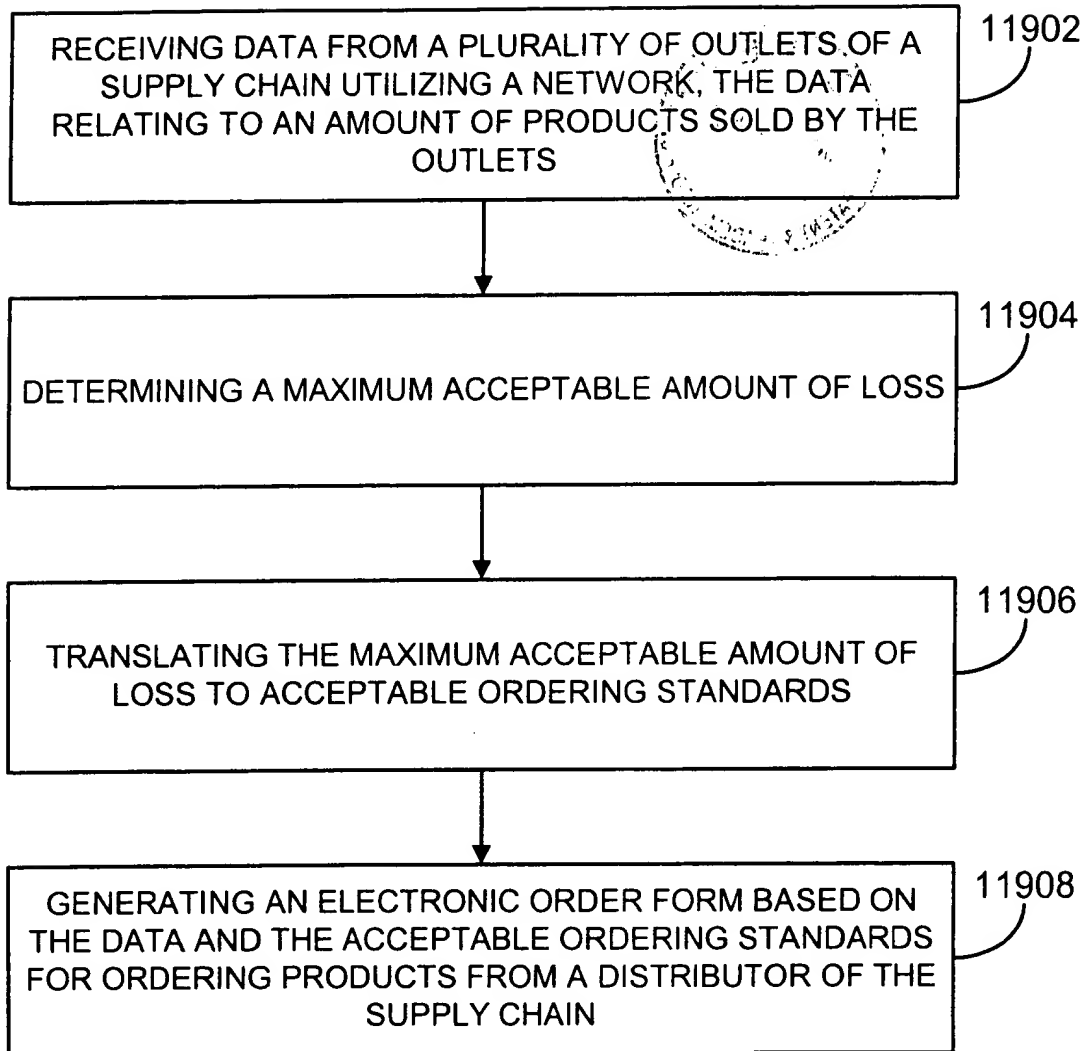 RECEIVING DATA FROM A PLURALITY OF OUTLETS OF A
SUPPLY CHAIN UTILIZING A NETWORK, THE DATA
RELATING TO AN AMOUNT OF PRODUCTS SOLD BY THE
OUTLETS
11902
DETERMINING A MAXIMUM ACCEPTABLE AMOUNT OF LOSS
11904
TRANSLATING THE MAXIMUM ACCEPTABLE AMOUNT OF
LOSS TO ACCEPTABLE ORDERING STANDARDS
11906
GENERATING AN ELECTRONIC ORDER FORM BASED ON
THE DATA AND THE ACCEPTABLE ORDERING STANDARDS
FOR ORDERING PRODUCTS FROM A DISTRIBUTOR OF THE
SUPPLY CHAIN
11908